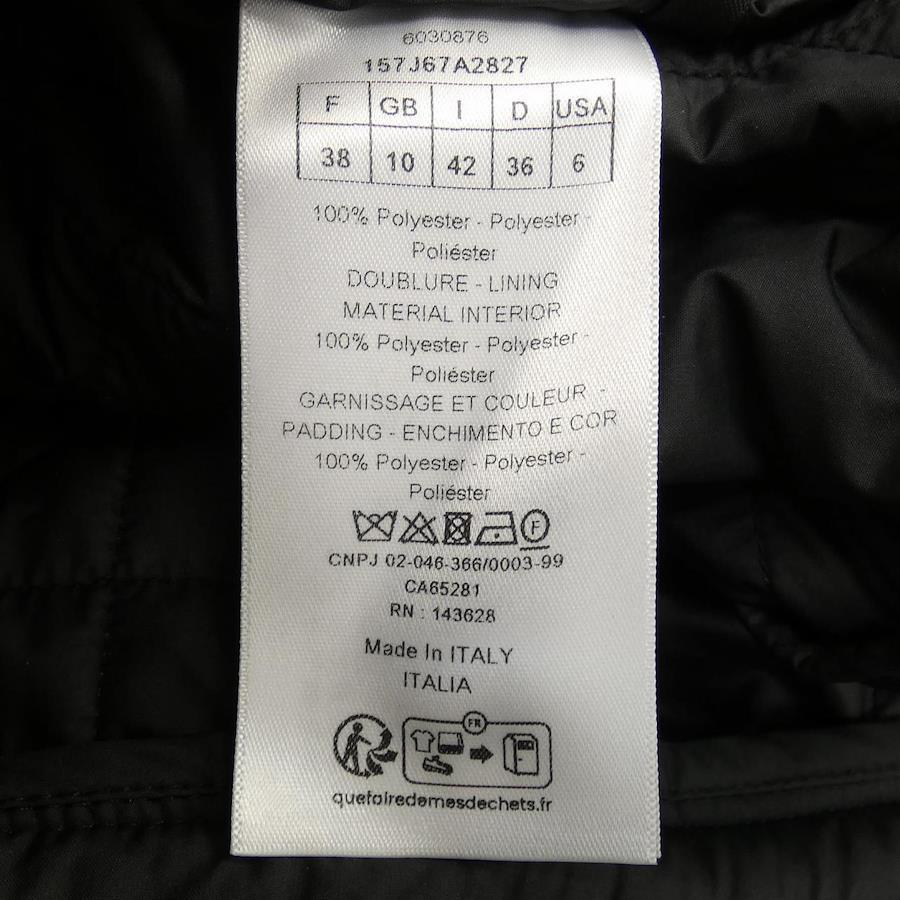 6030876
157J67A2827
F GB I D USA
38 10 42 36 6
100% Polyester - Polyester -
Poliéster
DOUBLURE - LINING
MATERIAL INTERIOR
100% Polyester - Polyester -
Poliéster
GARNISSAGE ET COULEUR -
PADDING - ENCHIMENTO E COR
100% Polyester - Polyester -
Poliéster
F
CNPJ 02-046-366/0003-99
CA65281
RN : 143628
Made In ITALY
ITALIA
FR
quefairedemesdechets.fr